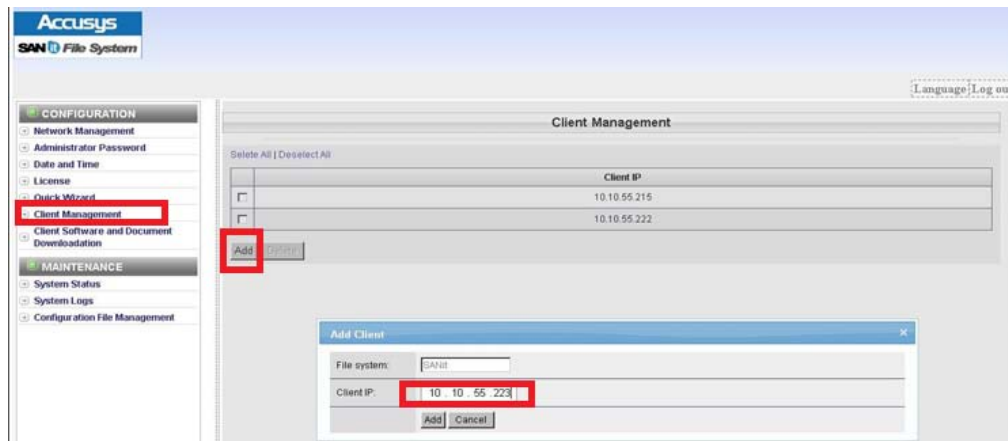 Accusys
SANit File System
Language Log ou
CONFIGURATION
Network Management
Administrator Password
Date and Time
License
Quick Wizard
Client Management
Client Software and Document
Downloadation
MAINTENANCE
System Status
System Logs
Configuration File Management
Client Management
Selete All | Deselect All
Client IP
10.10.55.215
10.10.55.222
Add Delete
Add Client
File system: SANit
Client IP: 10 . 10 . 55 .223
Add Cancel